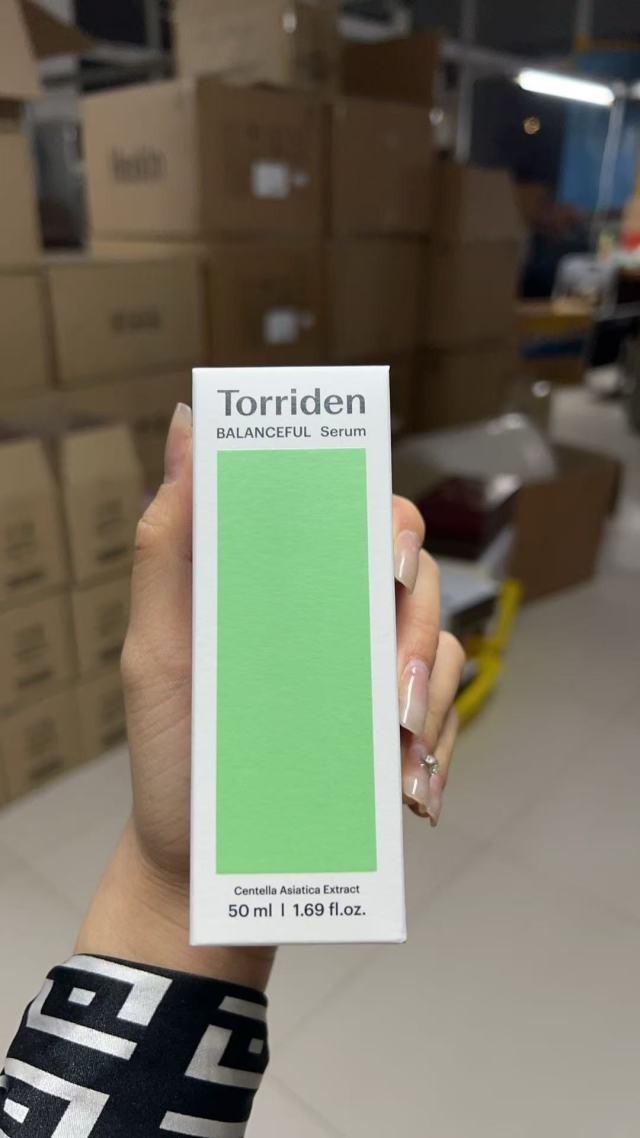 Torriden
BALANCEFUL Serum
Centella Asiatica Extract
50 ml | 1.69 fl.oz.